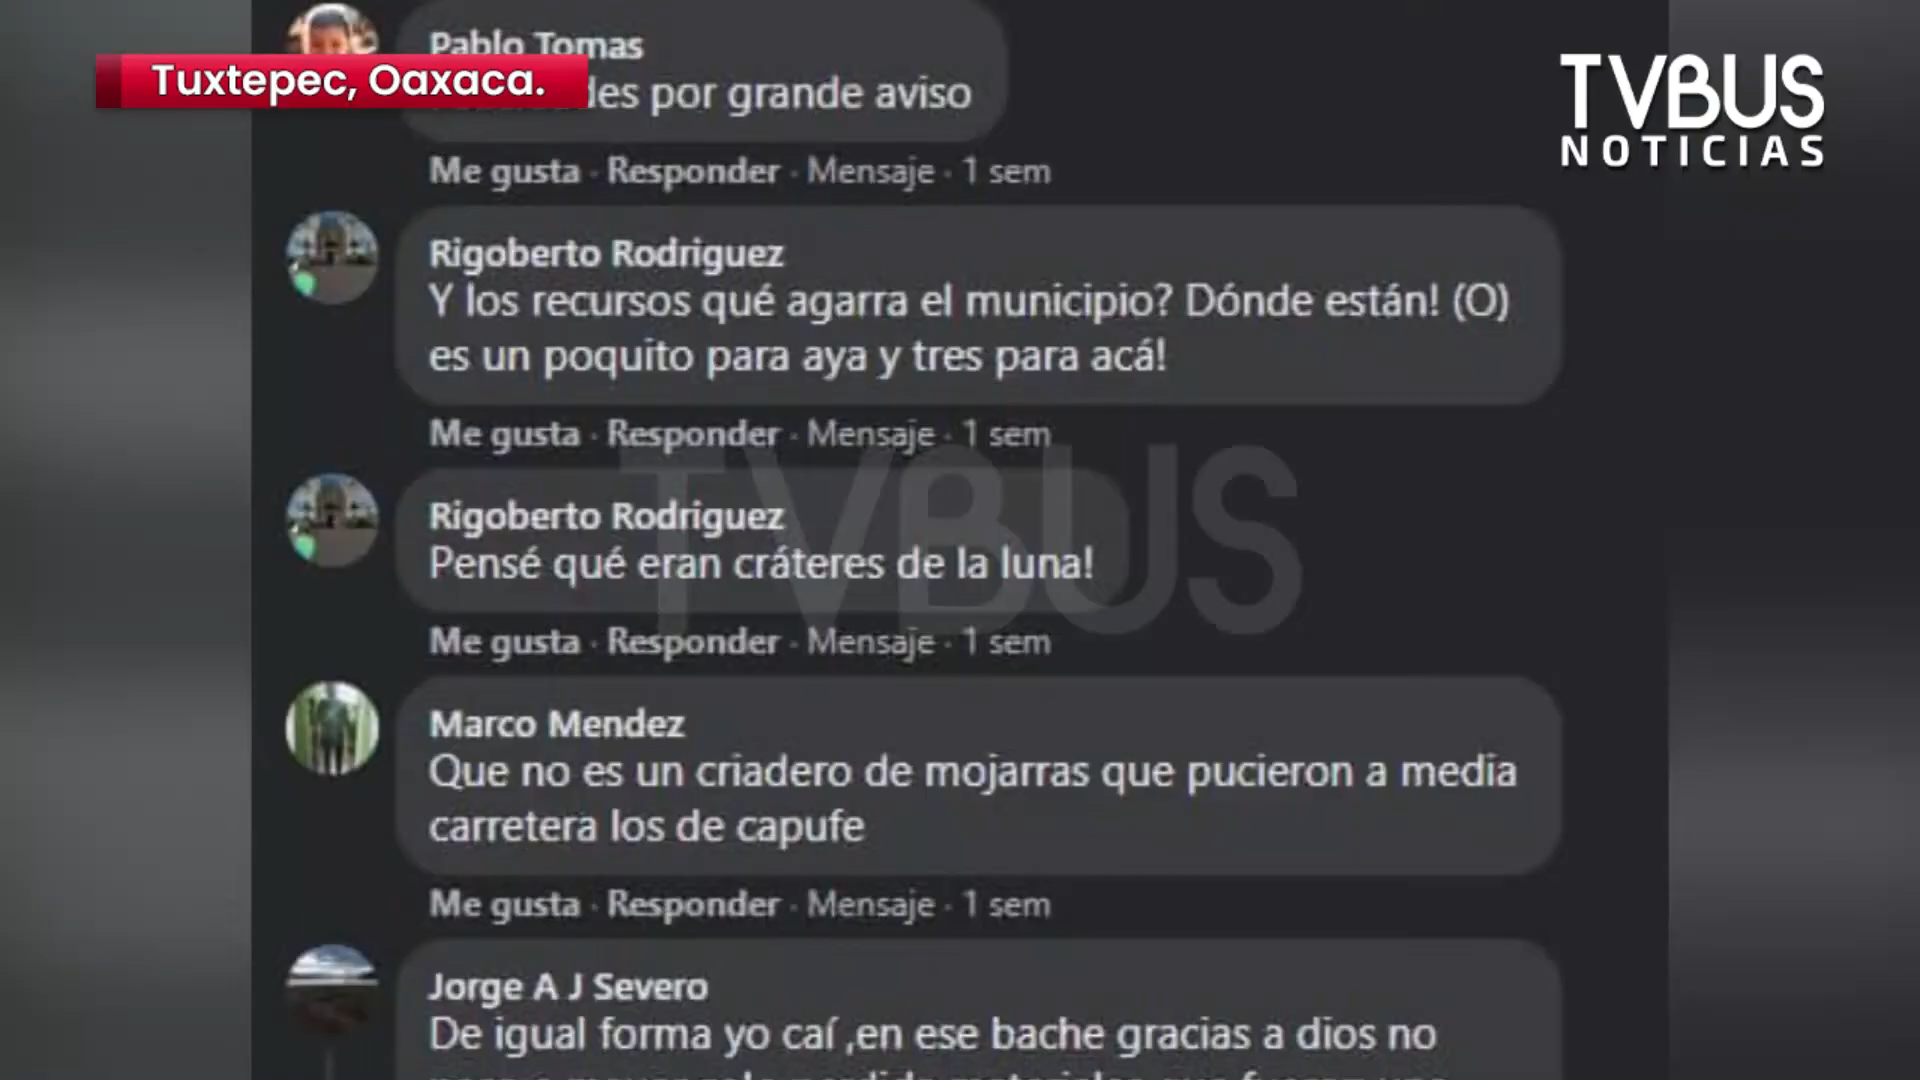 Pablo Tomas
Tuxtepec, Oaxaca.
des por grande aviso
TVBUS
NOTICIAS
Me gusta · Responder · Mensaje · 1 sem
Rigoberto Rodriguez
Y los recursos qué agarra el municipio? Dónde están! (O)
es un poquito para aya y tres para acá!
Me gusta · Responder · Mensaje · 1 sem
TVBUS
Rigoberto Rodriguez
Pensé qué eran cráteres de la luna!
Me gusta · Responder · Mensaje · 1 sem
Marco Mendez
Que no es un criadero de mojarras que pucieron a media
carretera los de capufe
Me gusta · Responder · Mensaje · 1 sem
Jorge A J Severo
De igual forma yo caí ,en ese bache gracias a dios no